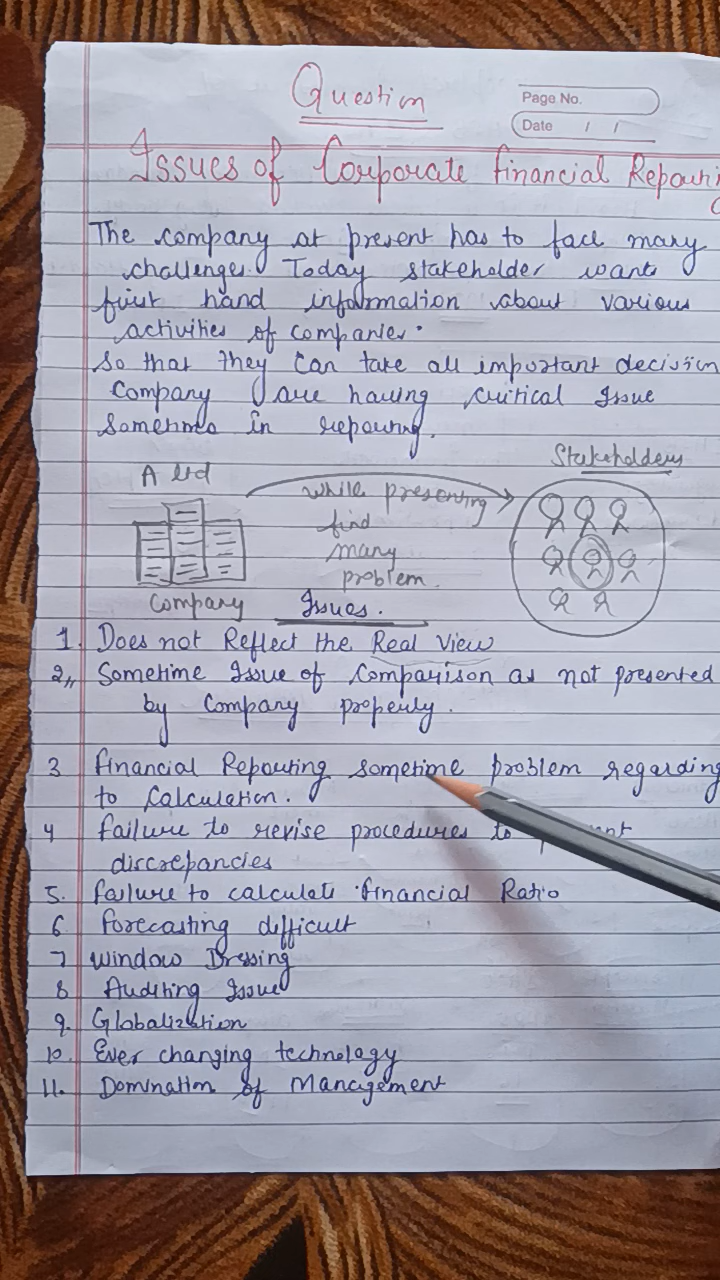 Question
Page No.
Date / /
Issues of Corporate financial
The company at present has to face many
challenges. Today stakeholder wants
first hand information about various
activities of companies.
So that they can take all important decision
Company are having critical Issue
Sometimes in reporting.
Stakeholders
A ltd
while presenting
find
many
problem.
Company
Issues.
1. Does not Reflect the Real View
2,, Sometime Issue of Comparison as not presented
by Company properly.
3 financial Reporting sometime problem regarding
to Calculation.
4 failure to revise procedures to
discrepancies
5. failure to calculate financial Ratio
6 forecasting difficult
7 Window Dressing
8 Auditing Issue
9. Globalization
10. Ever changing technology
11. Domination of Management